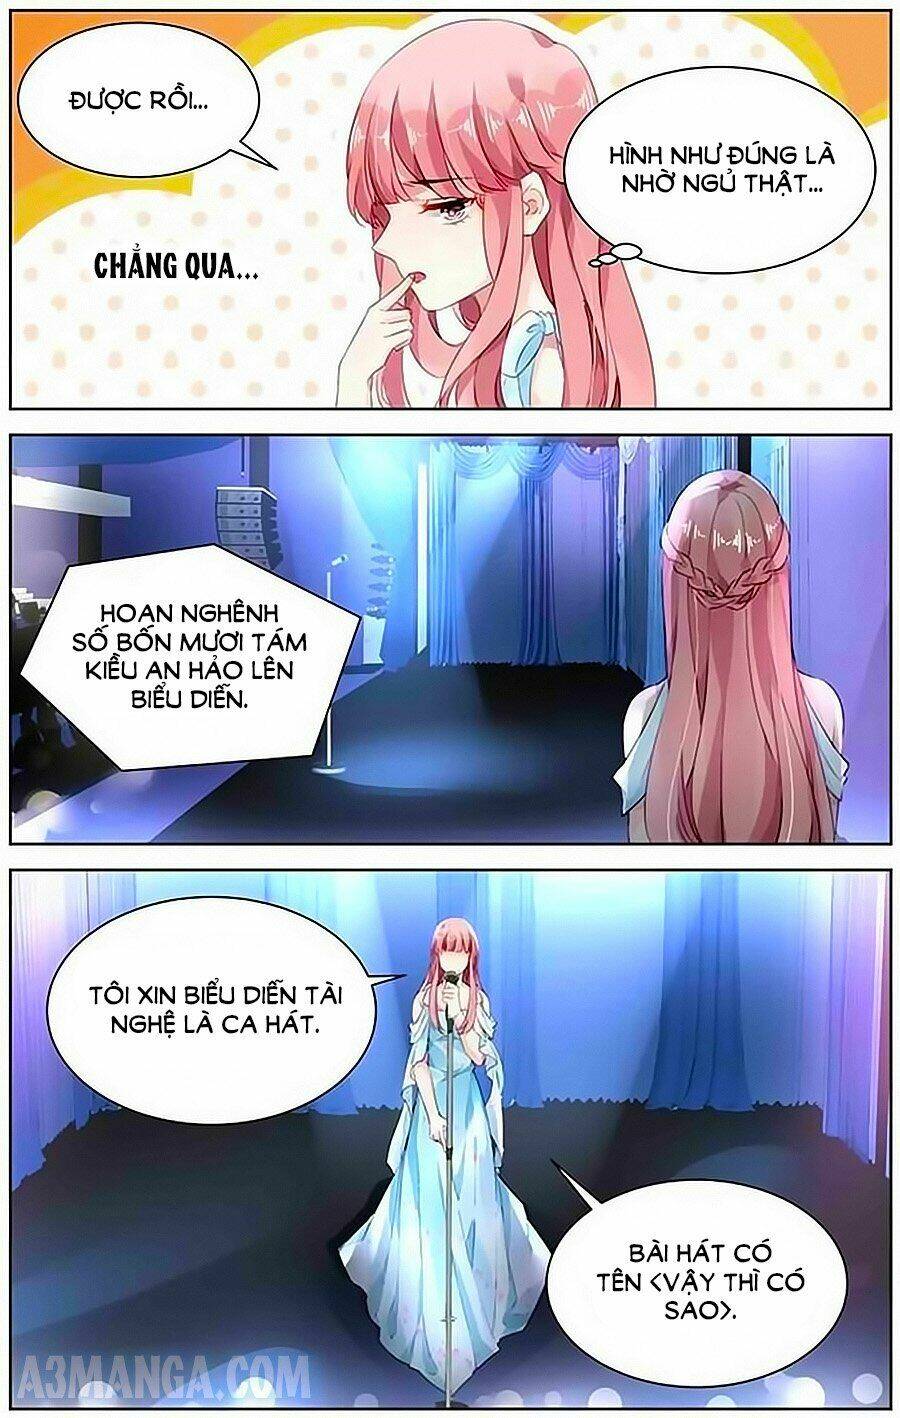 ĐƯỢC RỒI...
HÌNH NHƯ ĐÚNG LÀ
NHỜ NGỦ THẬT...
CHẲNG QUA...
HOAN NGHÊNH
SỐ BỐN MƯƠI TÁM
KIỀU AN HẢO LÊN
BIỂU DIỄN.
TÔI XIN BIỂU DIỄN TÀI
NGHỆ LÀ CA HÁT.
BÀI HÁT CÓ
TÊN <VẬY THÌ CÓ
SAO>.
A3MANGA.COM